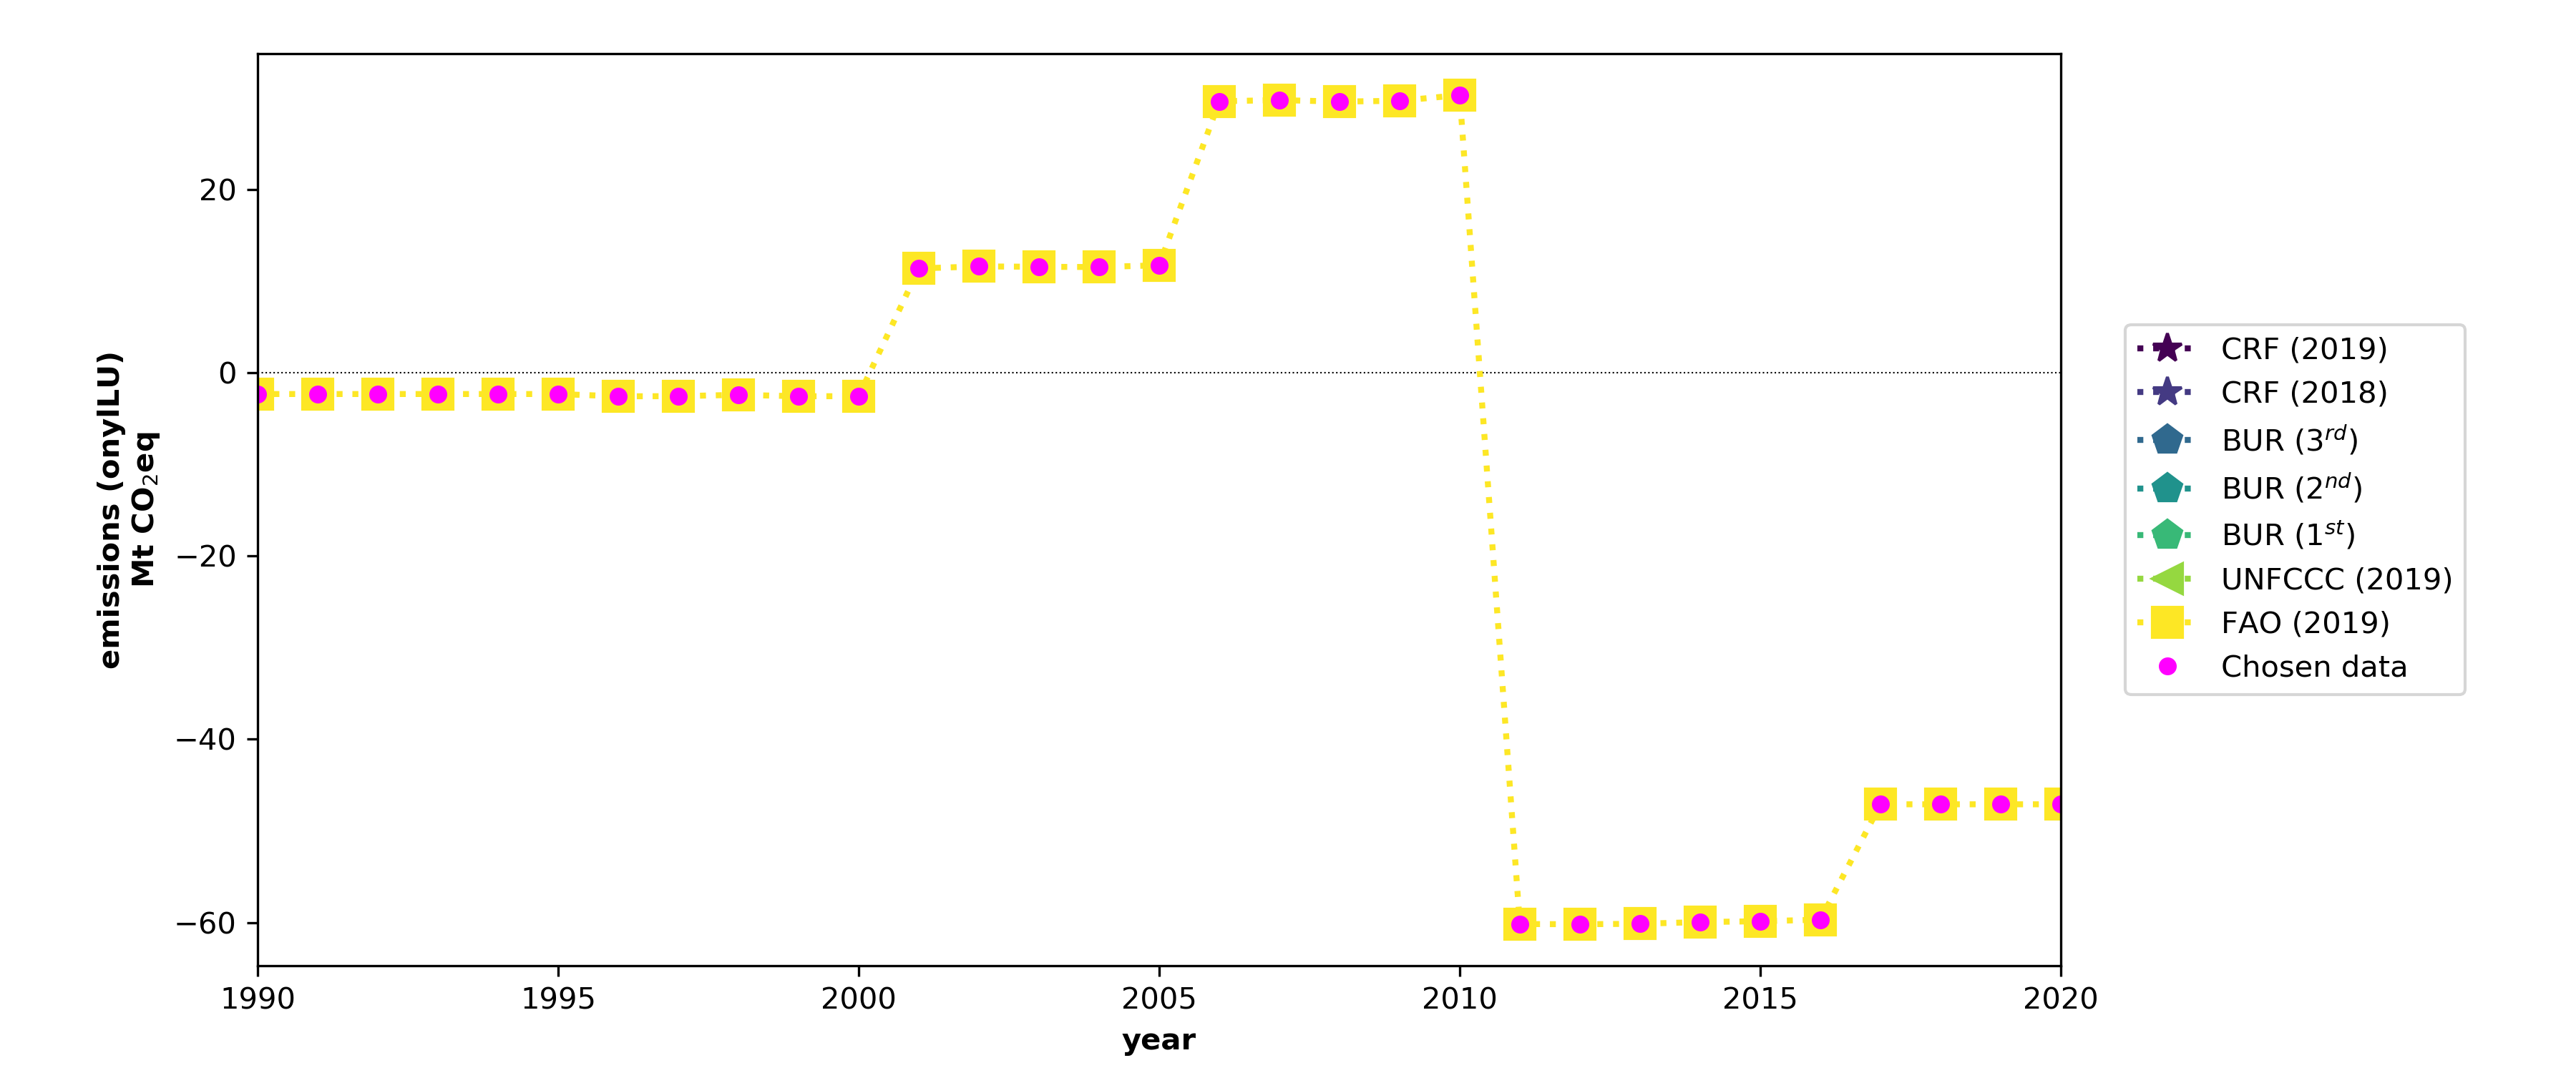 emissions (onylLU)
Mt CO₂eq
20
0
−20
−40
−60
1990
1995
2000
2005
2010
2015
2020
year
CRF (2019)
CRF (2018)
BUR (3ʳᵈ)
BUR (2ⁿᵈ)
BUR (1ˢᵗ)
UNFCCC (2019)
FAO (2019)
Chosen data